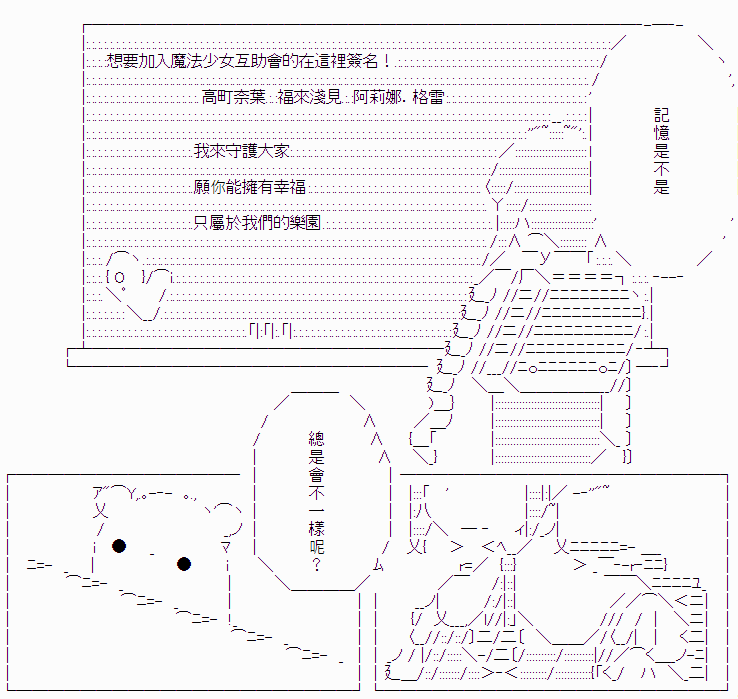 想要加入魔法少女互助會的在這裡簽名！
高町奈葉 福來淺見 阿莉娜．格雷
我來守護大家
願你能擁有幸福
只屬於我們的樂園
記憶是不是
總是會不一樣呢？